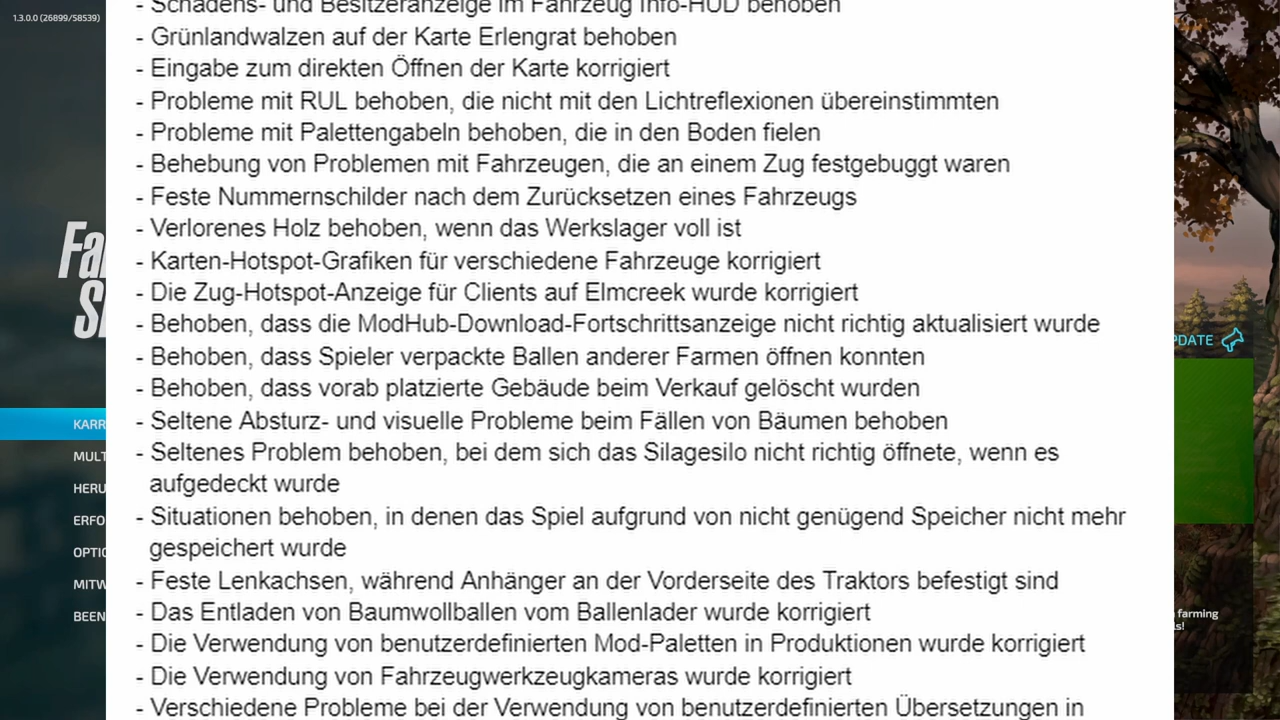 1.3.0.0 (26899/58539)
- Schadens- und Besitzeranzeige im Fahrzeug Info-HUD behoben
- Grünlandwalzen auf der Karte Erlengrat behoben
- Eingabe zum direkten Öffnen der Karte korrigiert
- Probleme mit RUL behoben, die nicht mit den Lichtreflexionen übereinstimmten
- Probleme mit Palettengabeln behoben, die in den Boden fielen
- Behebung von Problemen mit Fahrzeugen, die an einem Zug festgebuggt waren
- Feste Nummernschilder nach dem Zurücksetzen eines Fahrzeugs
- Verlorenes Holz behoben, wenn das Werkslager voll ist
- Karten-Hotspot-Grafiken für verschiedene Fahrzeuge korrigiert
- Die Zug-Hotspot-Anzeige für Clients auf Elmcreek wurde korrigiert
- Behoben, dass die ModHub-Download-Fortschrittsanzeige nicht richtig aktualisiert wurde
- Behoben, dass Spieler verpackte Ballen anderer Farmen öffnen konnten
- Behoben, dass vorab platzierte Gebäude beim Verkauf gelöscht wurden
- Seltene Absturz- und visuelle Probleme beim Fällen von Bäumen behoben
- Seltenes Problem behoben, bei dem sich das Silagesilo nicht richtig öffnete, wenn es
aufgedeckt wurde
- Situationen behoben, in denen das Spiel aufgrund von nicht genügend Speicher nicht mehr
gespeichert wurde
- Feste Lenkachsen, während Anhänger an der Vorderseite des Traktors befestigt sind
- Das Entladen von Baumwollballen vom Ballenlader wurde korrigiert
- Die Verwendung von benutzerdefinierten Mod-Paletten in Produktionen wurde korrigiert
- Die Verwendung von Fahrzeugwerkzeugkameras wurde korrigiert
- Verschiedene Probleme bei der Verwendung von benutzerdefinierten Übersetzungen in
Fa
S
KARR
MULT
HERU
ERFO
OPTIO
MITW
BEEN
PDATE
farming
s!